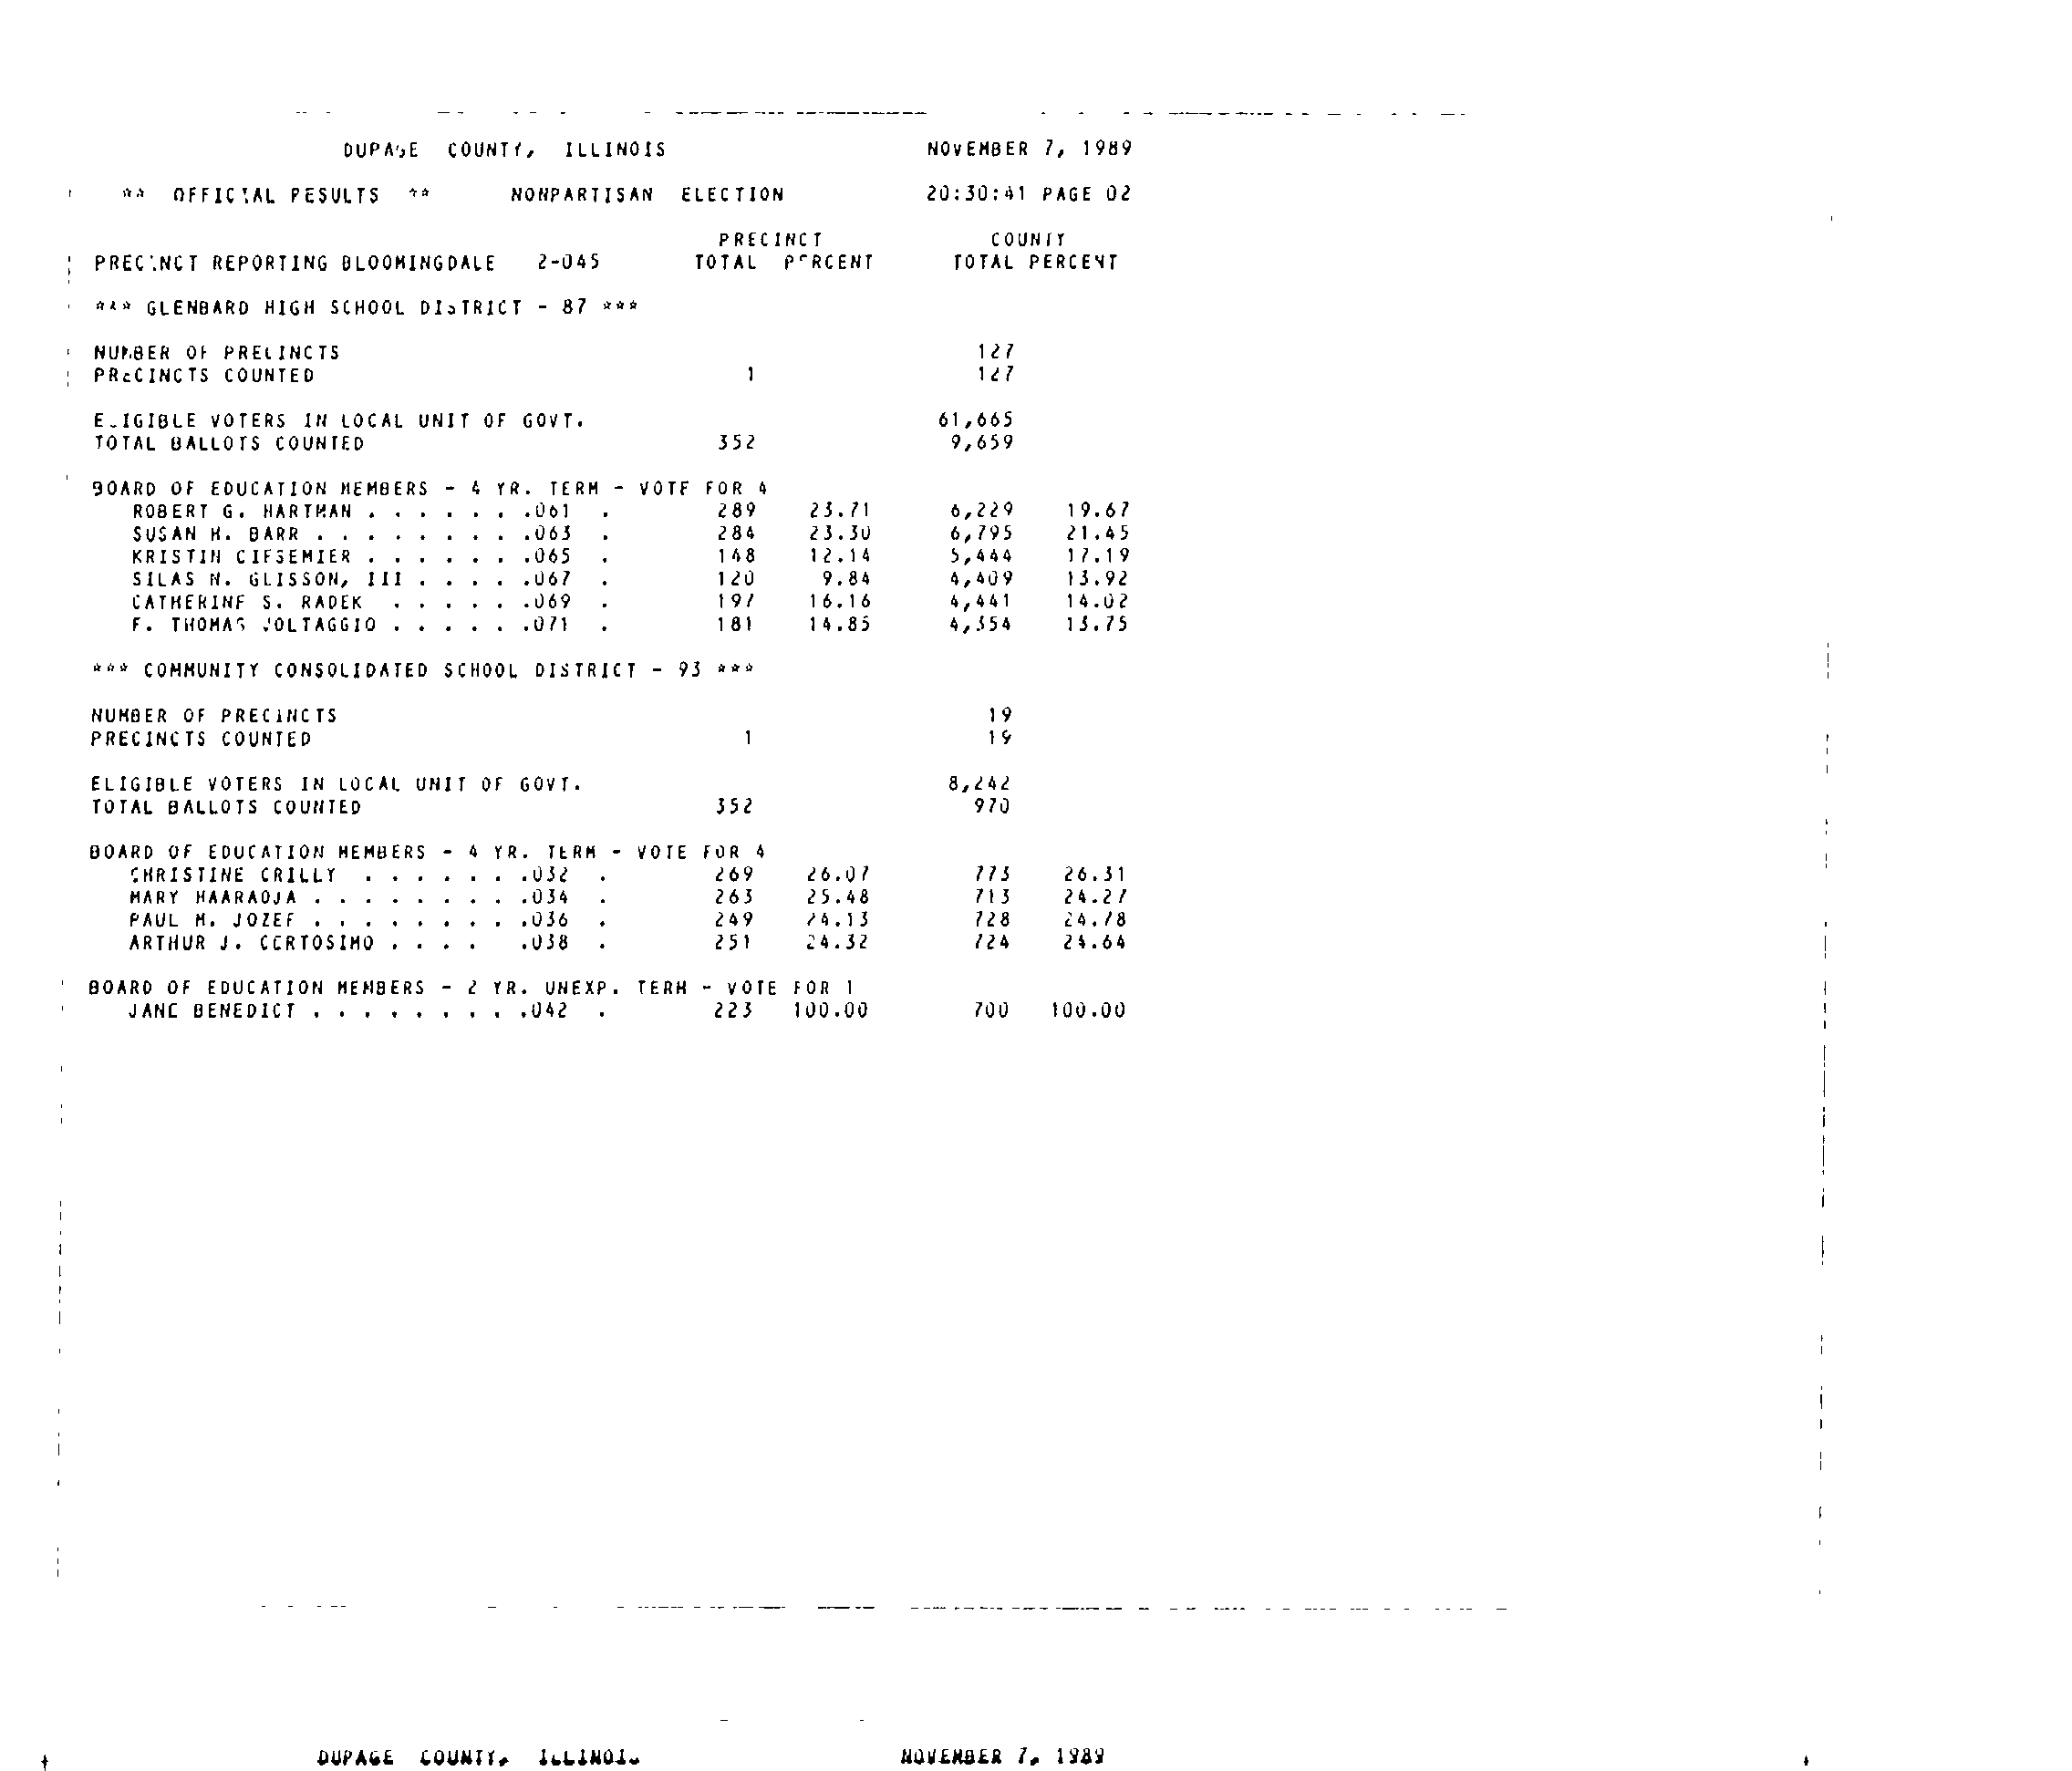 DUPAGE COUNTY, ILLINOIS NOVEMBER 7, 1989
** OFFICIAL RESULTS ** NONPARTISAN ELECTION 20:30:41 PAGE 02
PRECINCT COUNTY
PRECINCT REPORTING BLOOMINGDALE 2-045 TOTAL PERCENT TOTAL PERCENT
*** GLENBARD HIGH SCHOOL DISTRICT - 87 ***
NUMBER OF PRECINCTS 127
PRECINCTS COUNTED 1 127
ELIGIBLE VOTERS IN LOCAL UNIT OF GOVT. 61,665
TOTAL BALLOTS COUNTED 352 9,659
BOARD OF EDUCATION MEMBERS - 4 YR. TERM - VOTE FOR 4
ROBERT G. HARTMAN . . . . . . .061 . 289 23.71 6,229 19.67
SUSAN H. BARR . . . . . . . . .063 . 284 23.30 6,795 21.45
KRISTIN CIESEMIER . . . . . . .065 . 148 12.14 5,444 17.19
SILAS N. GLISSON, III . . . . .067 . 120 9.84 4,409 13.92
CATHERINE S. RADEK . . . . . .069 . 197 16.16 4,441 14.02
F. THOMAS VOLTAGGIO . . . . . .071 . 181 14.85 4,354 13.75
*** COMMUNITY CONSOLIDATED SCHOOL DISTRICT - 93 ***
NUMBER OF PRECINCTS 19
PRECINCTS COUNTED 1 19
ELIGIBLE VOTERS IN LOCAL UNIT OF GOVT. 8,242
TOTAL BALLOTS COUNTED 352 970
BOARD OF EDUCATION MEMBERS - 4 YR. TERM - VOTE FOR 4
CHRISTINE CRILLY . . . . . . .032 . 269 26.07 773 26.31
MARY HAARAOJA . . . . . . . . .034 . 263 25.48 713 24.27
PAUL M. JOZEF . . . . . . . . .036 . 249 24.13 728 24.78
ARTHUR J. CERTOSIMO . . . . .038 . 251 24.32 724 24.64
BOARD OF EDUCATION MEMBERS - 2 YR. UNEXP. TERM - VOTE FOR 1
JANE BENEDICT . . . . . . . . .042 . 223 100.00 700 100.00
DUPAGE COUNTY, ILLINOIS NOVEMBER 7, 1989